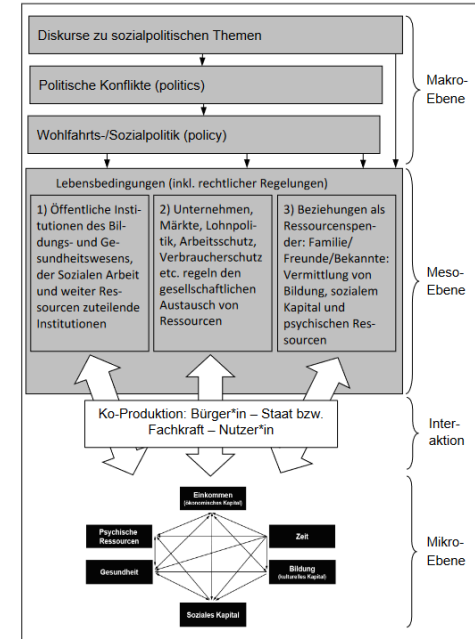 Diskurse zu sozialpolitischen Themen
Politische Konflikte (politics)
Wohlfahrts-/Sozialpolitik (policy)
Makro-
Ebene
Lebensbedingungen (inkl. rechtlicher Regelungen)
1) Öffentliche Insti-
tutionen des Bil-
dungs- und Ge-
sundheitswesens,
der Sozialen Arbeit
und weiter Res-
sourcen zuteilende
Institutionen
2) Unternehmen,
Märkte, Lohnpoli-
tik, Arbeitsschutz,
Verbraucherschutz
etc. regeln den
gesellschaftlichen
Austausch von
Ressourcen
3) Beziehungen als
Ressourcenspen-
der: Familie/
Freunde/Bekannte:
Vermittlung von
Bildung, sozialem
Kapital und
psychischen Res-
sourcen
Meso-
Ebene
Ko-Produktion: Bürger*in – Staat bzw.
Fachkraft – Nutzer*in
Inter-
aktion
Einkommen
(ökonomisches Kapital)
Psychische
Ressourcen
Zeit
Gesundheit
Bildung
(kulturelles Kapital)
Soziales Kapital
Mikro-
Ebene